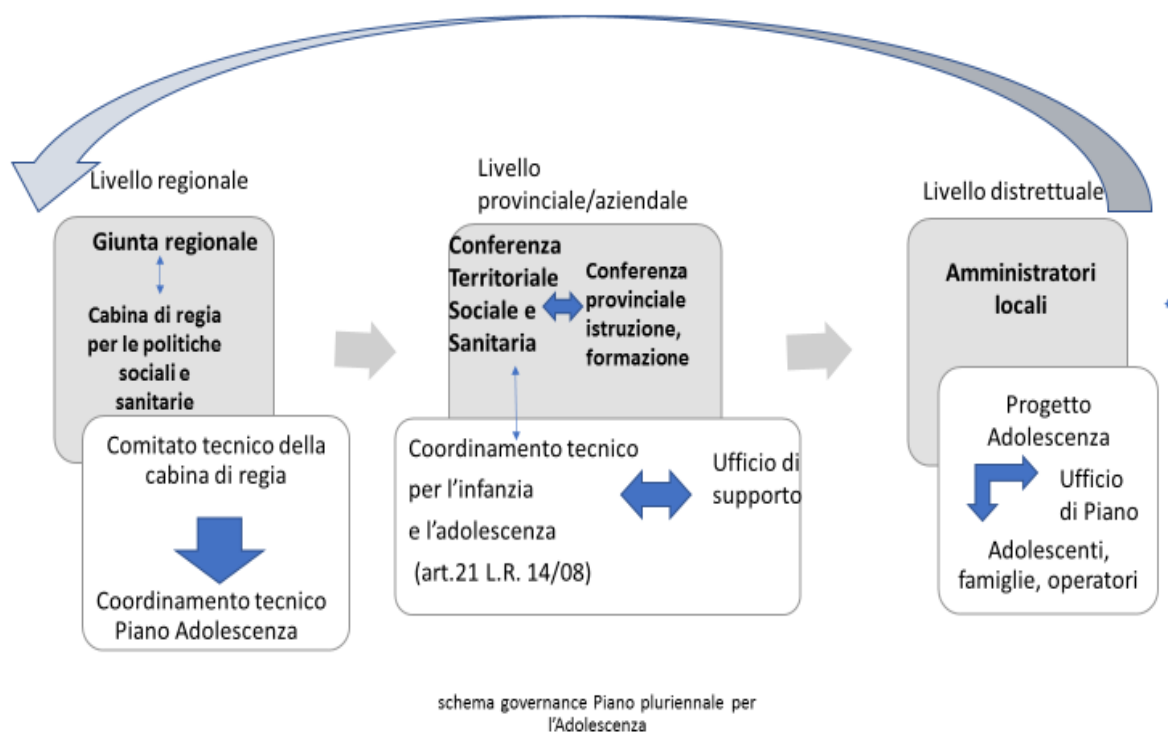 Livello regionale
Giunta regionale
Cabina di regia
per le politiche
sociali e
sanitarie
Comitato tecnico della
cabina di regia
Coordinamento tecnico
Piano Adolescenza
Livello
provinciale/aziendale
Conferenza
Territoriale
Sociale e
Sanitaria
Conferenza
provinciale
istruzione,
formazione
Coordinamento tecnico
per l'infanzia
e l'adolescenza
(art.21 L.R. 14/08)
Ufficio di
supporto
Livello distrettuale
Amministratori
locali
Progetto
Adolescenza
Ufficio
di Piano
Adolescenti,
famiglie, operatori
schema governance Piano pluriennale per
l'Adolescenza